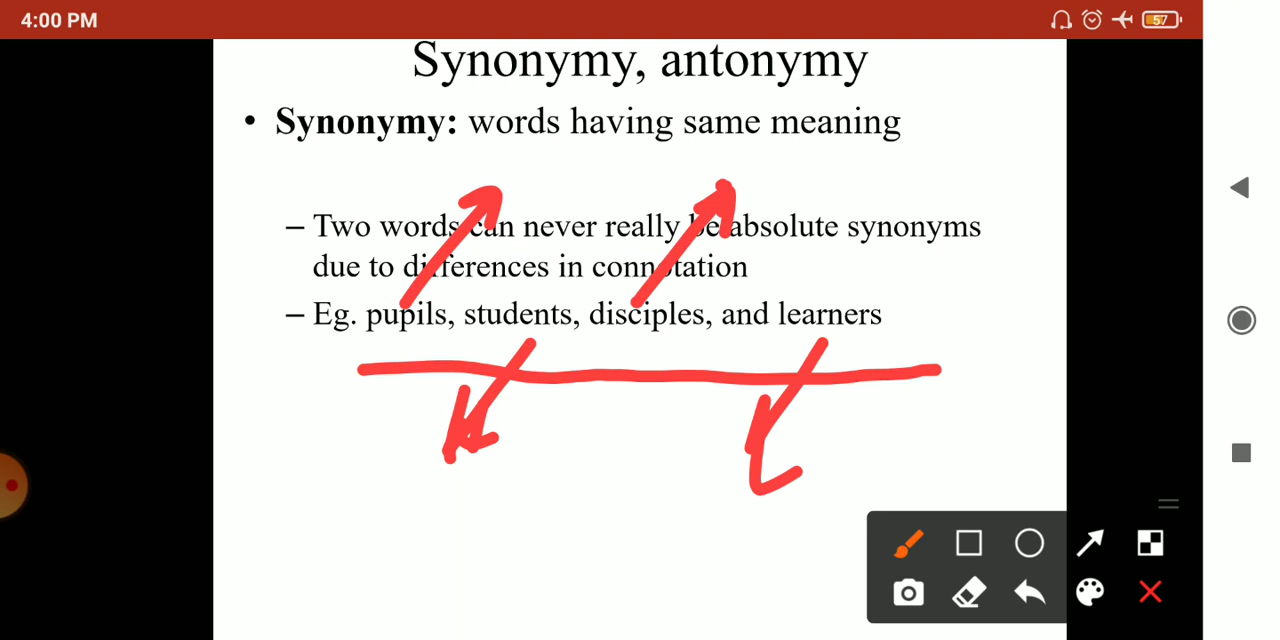 4:00 PM
57
Synonymy, antonymy
• Synonymy: words having same meaning
– Two words can never really be absolute synonyms
due to differences in connotation
– Eg. pupils, students, disciples, and learners